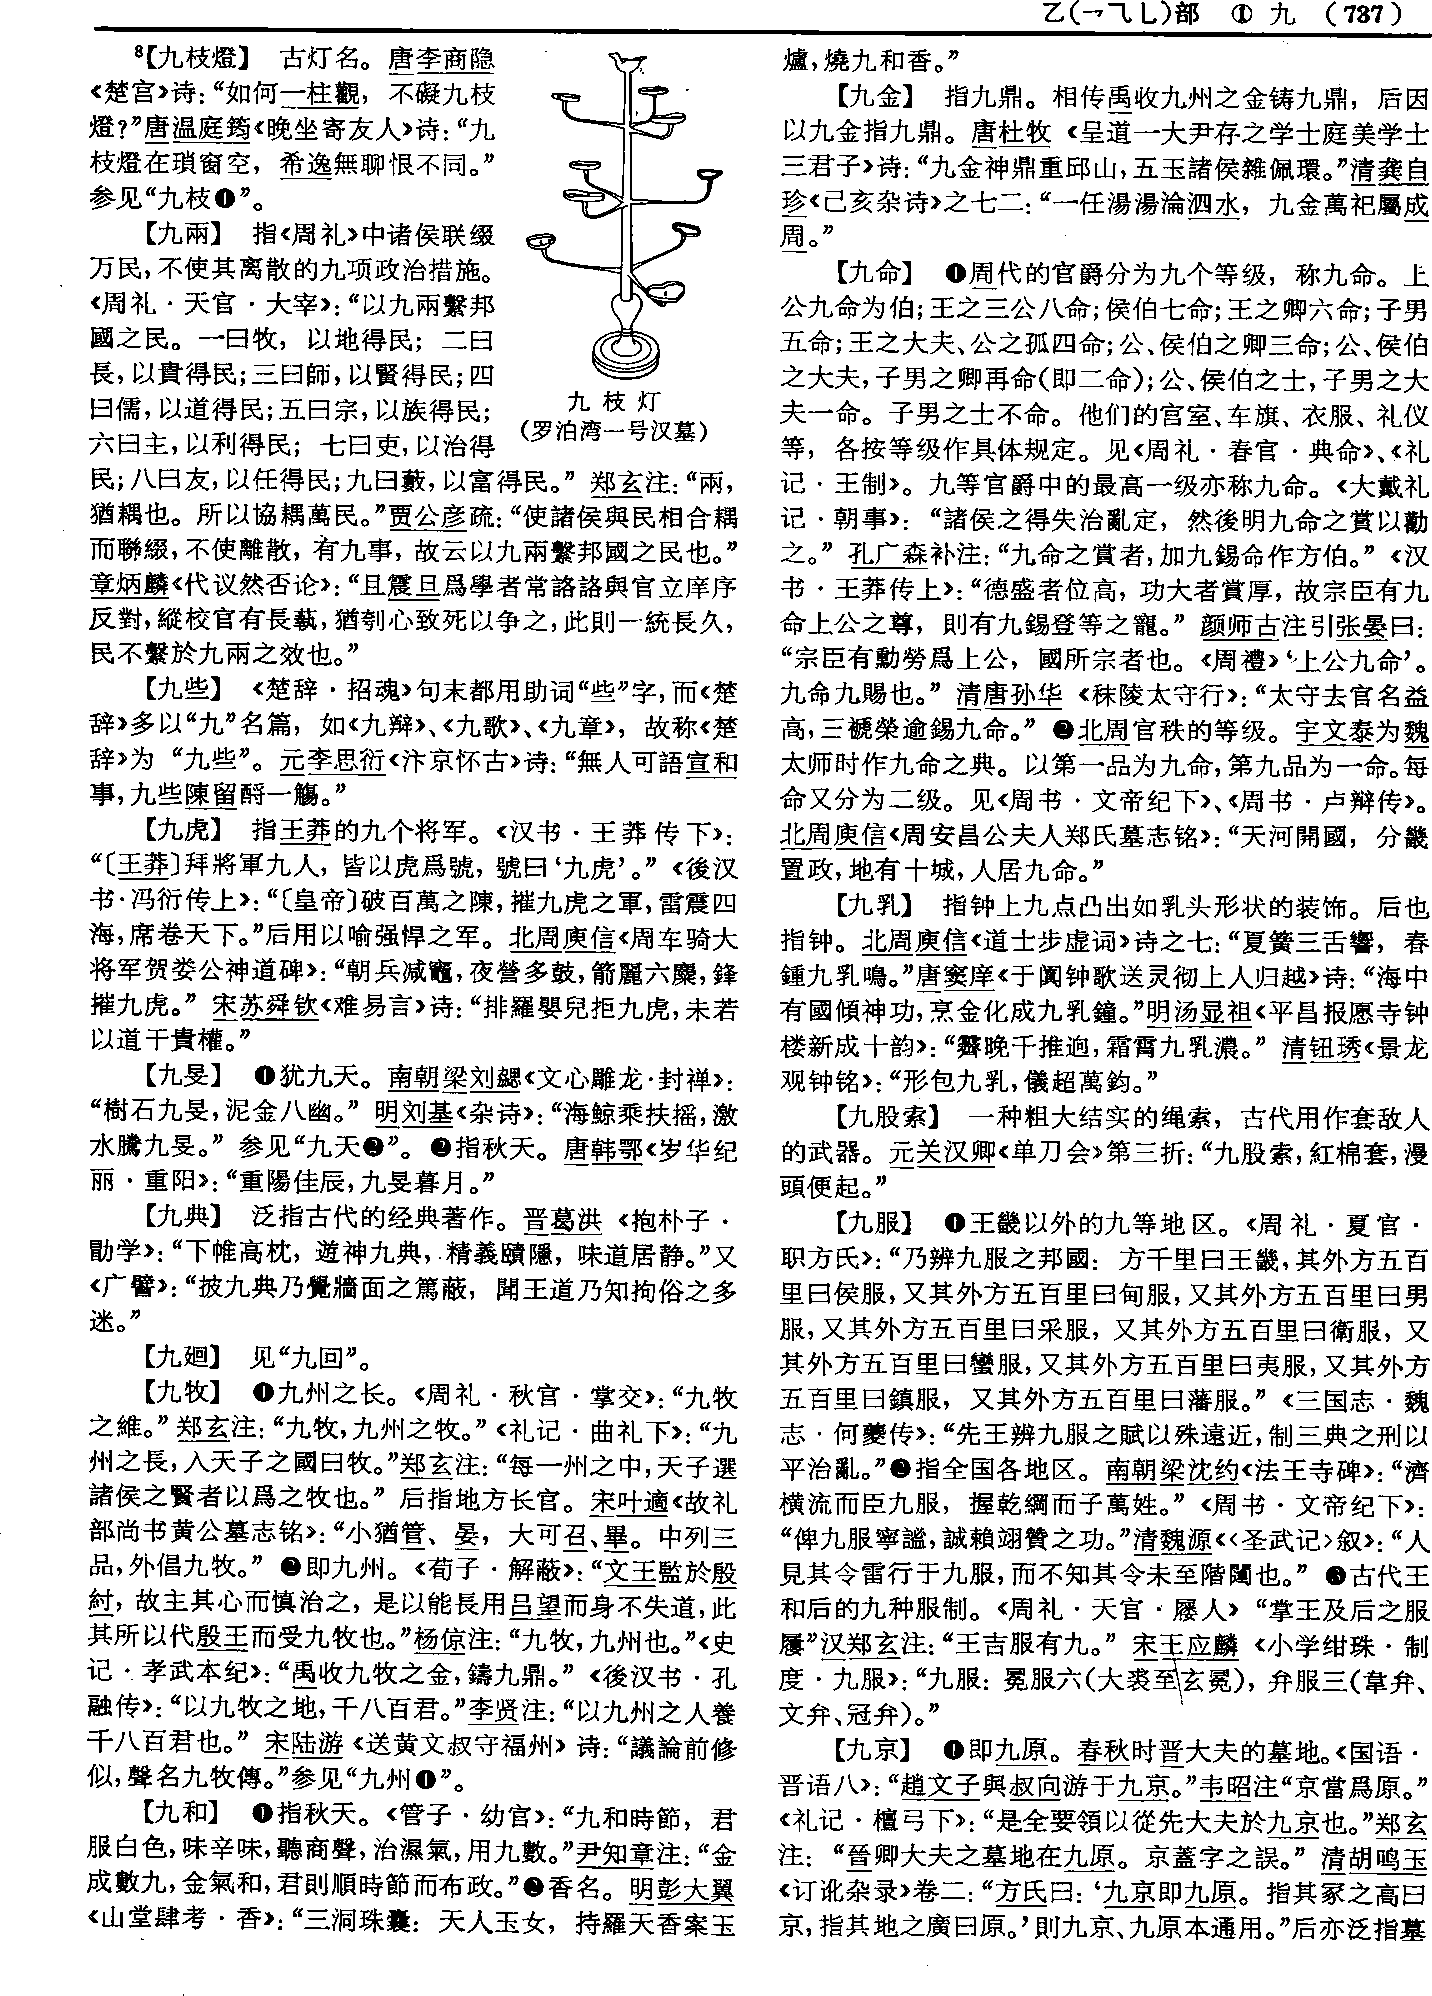 乙(乛乁乚)部 ① 九 (737)
⁸【九枝燈】 古灯名。唐李商隐
《楚宫》诗：“如何一柱觀，不礙九枝
燈？”唐温庭筠《晚坐寄友人》诗：“九
枝燈在瑣窗空，希逸無聊恨不同。”
参见“九枝❶”。
【九兩】 指《周礼》中诸侯联缀
万民，不使其离散的九项政治措施。
《周礼·天官·大宰》：“以九兩繫邦
國之民。一曰牧，以地得民；二曰
長，以貴得民；三曰師，以賢得民；四
曰儒，以道得民；五曰宗，以族得民；
六曰主，以利得民；七曰吏，以治得
民；八曰友，以任得民；九曰藪，以富得民。”郑玄注：“兩，
猶耦也。所以協耦萬民。”贾公彦疏：“使諸侯與民相合耦
而聯綴，不使離散，有九事，故云以九兩繫邦國之民也。”
章炳麟《代议然否论》：“且震旦爲學者常詻詻與官立庠序
反對，縱校官有長蓺，猶刳心致死以争之，此則一統長久，
民不繫於九兩之效也。”
九枝灯
（罗泊湾一号汉墓）
【九些】 《楚辞·招魂》句末都用助词“些”字，而《楚
辞》多以“九”名篇，如《九辩》、《九歌》、《九章》，故称《楚
辞》为“九些”。元李思衍《汴京怀古》诗：“無人可語宣和
事，九些陳留酹一觴。”
【九虎】 指王莽的九个将军。《汉书·王莽传下》：
“〔王莽〕拜將軍九人，皆以虎爲號，號曰‘九虎’。”《後汉
书·冯衍传上》：“〔皇帝〕破百萬之陳，摧九虎之軍，雷震四
海，席卷天下。”后用以喻强悍之军。北周庾信《周车骑大
将军贺娄公神道碑》：“朝兵减竈，夜營多鼓，箭麗六麋，鋒
摧九虎。”宋苏舜钦《难易言》诗：“排羅嬰兒拒九虎，未若
以道干貴權。”
【九旻】 ❶犹九天。南朝梁刘勰《文心雕龙·封禅》：
“樹石九旻，泥金八幽。”明刘基《杂诗》：“海鯨乘扶摇，激
水騰九旻。”参见“九天❷”。❷指秋天。唐韩鄂《岁华纪
丽·重阳》：“重陽佳辰，九旻暮月。”
【九典】 泛指古代的经典著作。晋葛洪《抱朴子·
勖学》：“下帷高枕，遊神九典，精義賾隱，味道居静。”又
《广譬》：“披九典乃覺牆面之篤蔽，聞王道乃知拘俗之多
迷。”
【九廻】 见“九回”。
【九牧】 ❶九州之长。《周礼·秋官·掌交》：“九牧
之維。”郑玄注：“九牧，九州之牧。”《礼记·曲礼下》：“九
州之長，入天子之國曰牧。”郑玄注：“每一州之中，天子選
諸侯之賢者以爲之牧也。”后指地方长官。宋叶適《故礼
部尚书黄公墓志铭》：“小猶管、晏，大可召、畢。中列三
品，外倡九牧。”❷即九州。《荀子·解蔽》：“文王監於殷
紂，故主其心而慎治之，是以能長用吕望而身不失道，此
其所以代殷王而受九牧也。”杨倞注：“九牧，九州也。”《史
记·孝武本纪》：“禹收九牧之金，鑄九鼎。”《後汉书·孔
融传》：“以九牧之地，千八百君。”李贤注：“以九州之人養
千八百君也。”宋陆游《送黄文叔守福州》诗：“議論前修
似，聲名九牧傳。”参见“九州❶”。
【九和】 ❶指秋天。《管子·幼官》：“九和時節，君
服白色，味辛味，聽商聲，治濕氣，用九數。”尹知章注：“金
成數九，金氣和，君則順時節而布政。”❷香名。明彭大翼
《山堂肆考·香》：“三洞珠囊：天人玉女，持羅天香案玉
爐，燒九和香。”
【九金】 指九鼎。相传禹收九州之金铸九鼎，后因
以九金指九鼎。唐杜牧《呈道一大尹存之学士庭美学士
三君子》诗：“九金神鼎重邱山，五玉諸侯雜佩環。”清龚自
珍《己亥杂诗》之七二：“一任湯湯淪泗水，九金萬祀屬成
周。”
【九命】 ❶周代的官爵分为九个等级，称九命。上
公九命为伯；王之三公八命；侯伯七命；王之卿六命；子男
五命；王之大夫、公之孤四命；公、侯伯之卿三命；公、侯伯
之大夫，子男之卿再命(即二命)；公、侯伯之士，子男之大
夫一命。子男之士不命。他们的宫室、车旗、衣服、礼仪
等，各按等级作具体规定。见《周礼·春官·典命》、《礼
记·王制》。九等官爵中的最高一级亦称九命。《大戴礼
记·朝事》：“諸侯之得失治亂定，然後明九命之賞以勸
之。”孔广森补注：“九命之賞者，加九錫命作方伯。”《汉
书·王莽传上》：“德盛者位高，功大者賞厚，故宗臣有九
命上公之尊，則有九錫登等之寵。”颜师古注引张晏曰：
“宗臣有勳勞爲上公，國所宗者也。《周禮》‘上公九命’。
九命九賜也。”清唐孙华《秣陵太守行》：“太守去官名益
高，三褫榮逾錫九命。”❷北周官秩的等级。宇文泰为魏
太师时作九命之典。以第一品为九命，第九品为一命。每
命又分为二级。见《周书·文帝纪下》、《周书·卢辩传》。
北周庾信《周安昌公夫人郑氏墓志铭》：“天河開國，分畿
置政，地有十城，人居九命。”
【九乳】 指钟上九点凸出如乳头形状的装饰。后也
指钟。北周庾信《道士步虚词》诗之七：“夏簧三舌響，春
鍾九乳鳴。”唐窦庠《于阗钟歌送灵彻上人归越》诗：“海中
有國傾神功，烹金化成九乳鐘。”明汤显祖《平昌报愿寺钟
楼新成十韵》：“霽晚千推迥，霜霄九乳濃。”清钮琇《景龙
观钟铭》：“形包九乳，儀超萬鈞。”
【九股索】 一种粗大结实的绳索，古代用作套敌人
的武器。元关汉卿《单刀会》第三折：“九股索，紅棉套，漫
頭便起。”
【九服】 ❶王畿以外的九等地区。《周礼·夏官·
职方氏》：“乃辨九服之邦國：方千里曰王畿，其外方五百
里曰侯服，又其外方五百里曰甸服，又其外方五百里曰男
服，又其外方五百里曰采服，又其外方五百里曰衛服，又
其外方五百里曰蠻服，又其外方五百里曰夷服，又其外方
五百里曰鎮服，又其外方五百里曰藩服。”《三国志·魏
志·何夔传》：“先王辨九服之賦以殊遠近，制三典之刑以
平治亂。”❷指全国各地区。南朝梁沈约《法王寺碑》：“濟
横流而臣九服，握乾綱而子萬姓。”《周书·文帝纪下》：
“俾九服寧謐，誠賴翊贊之功。”清魏源《〈圣武记〉叙》：“人
見其令雷行于九服，而不知其令未至階闥也。”❸古代王
和后的九种服制。《周礼·天官·屦人》“掌王及后之服
屨”汉郑玄注：“王吉服有九。”宋王应麟《小学绀珠·制
度·九服》：“九服：冕服六(大裘至玄冕)，弁服三(韋弁、
文弁、冠弁)。”
【九京】 ❶即九原。春秋时晋大夫的墓地。《国语·
晋语八》：“趙文子與叔向游于九京。”韦昭注“京當爲原。”
《礼记·檀弓下》：“是全要領以從先大夫於九京也。”郑玄
注：“晉卿大夫之墓地在九原。京蓋字之誤。”清胡鸣玉
《订讹杂录》卷二：“方氏曰：‘九京即九原。指其冢之高曰
京，指其地之廣曰原。’則九京、九原本通用。”后亦泛指墓